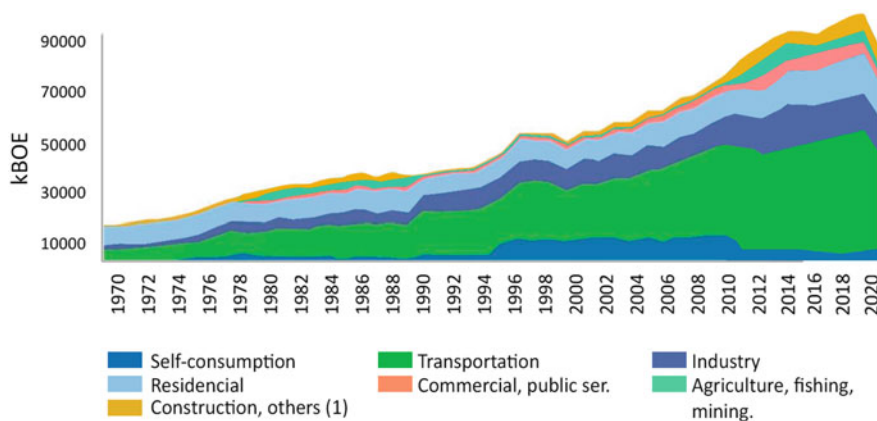 90000
70000
50000
30000
10000
kBOE
1970 1972 1974 1976 1978 1980 1982 1984 1986 1988 1990 1992 1994 1996 1998 2000 2002 2004 2006 2008 2010 2012 2014 2016 2018 2020
Self-consumption Transportation Industry
Residencial Commercial, public ser. Agriculture, fishing,
Construction, others (1) mining.